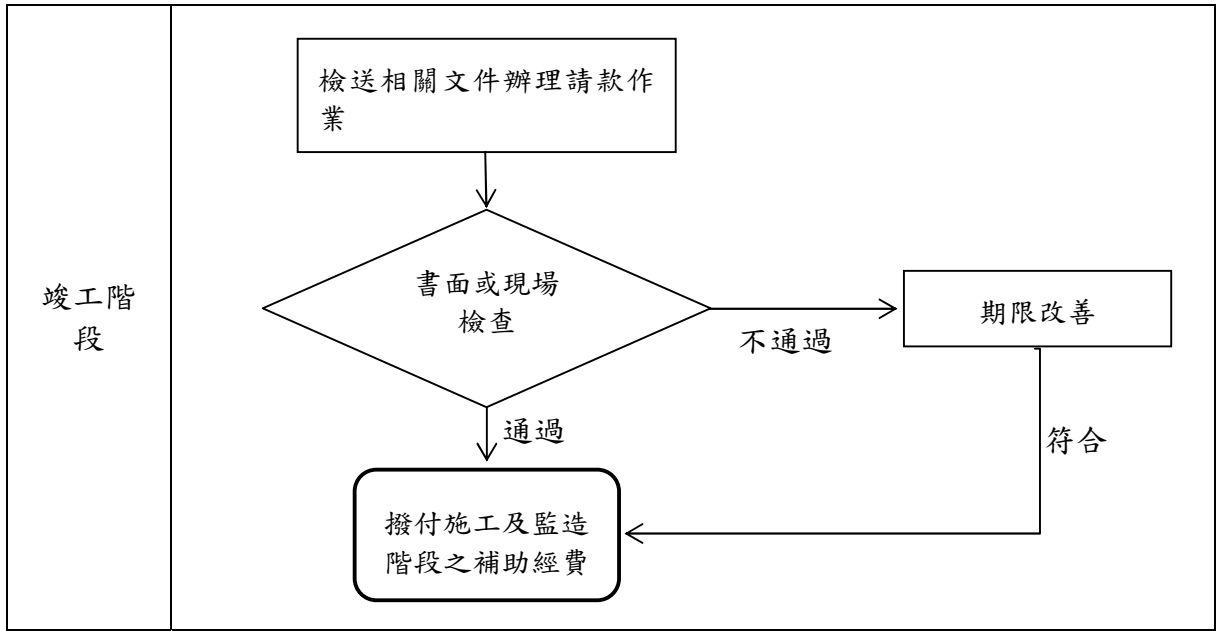 檢送相關文件辦理請款作
業
書面或現場
檢查
竣工階
段
期限改善
不通過
通過
符合
撥付施工及監造
階段之補助經費